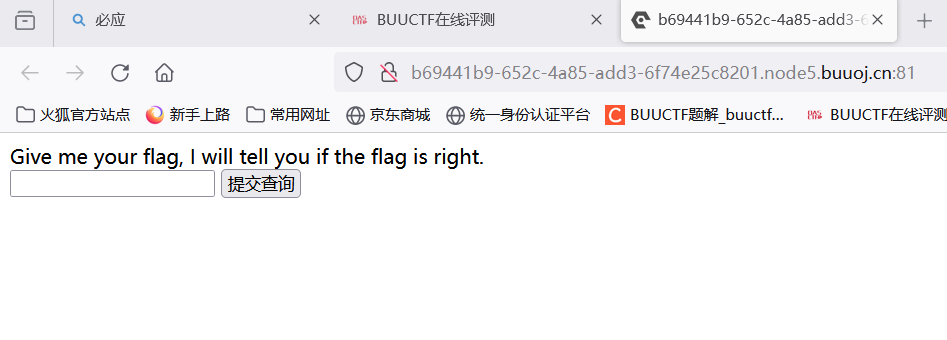 必应
BUUCTF在线评测
b69441b9-652c-4a85-add3-6
b69441b9-652c-4a85-add3-6f74e25c8201.node5.buuoj.cn:81
火狐官方站点 新手上路 常用网址 京东商城 统一身份认证平台 BUUCTF题解_buuctf... BUUCTF在线评测
Give me your flag, I will tell you if the flag is right.
提交查询